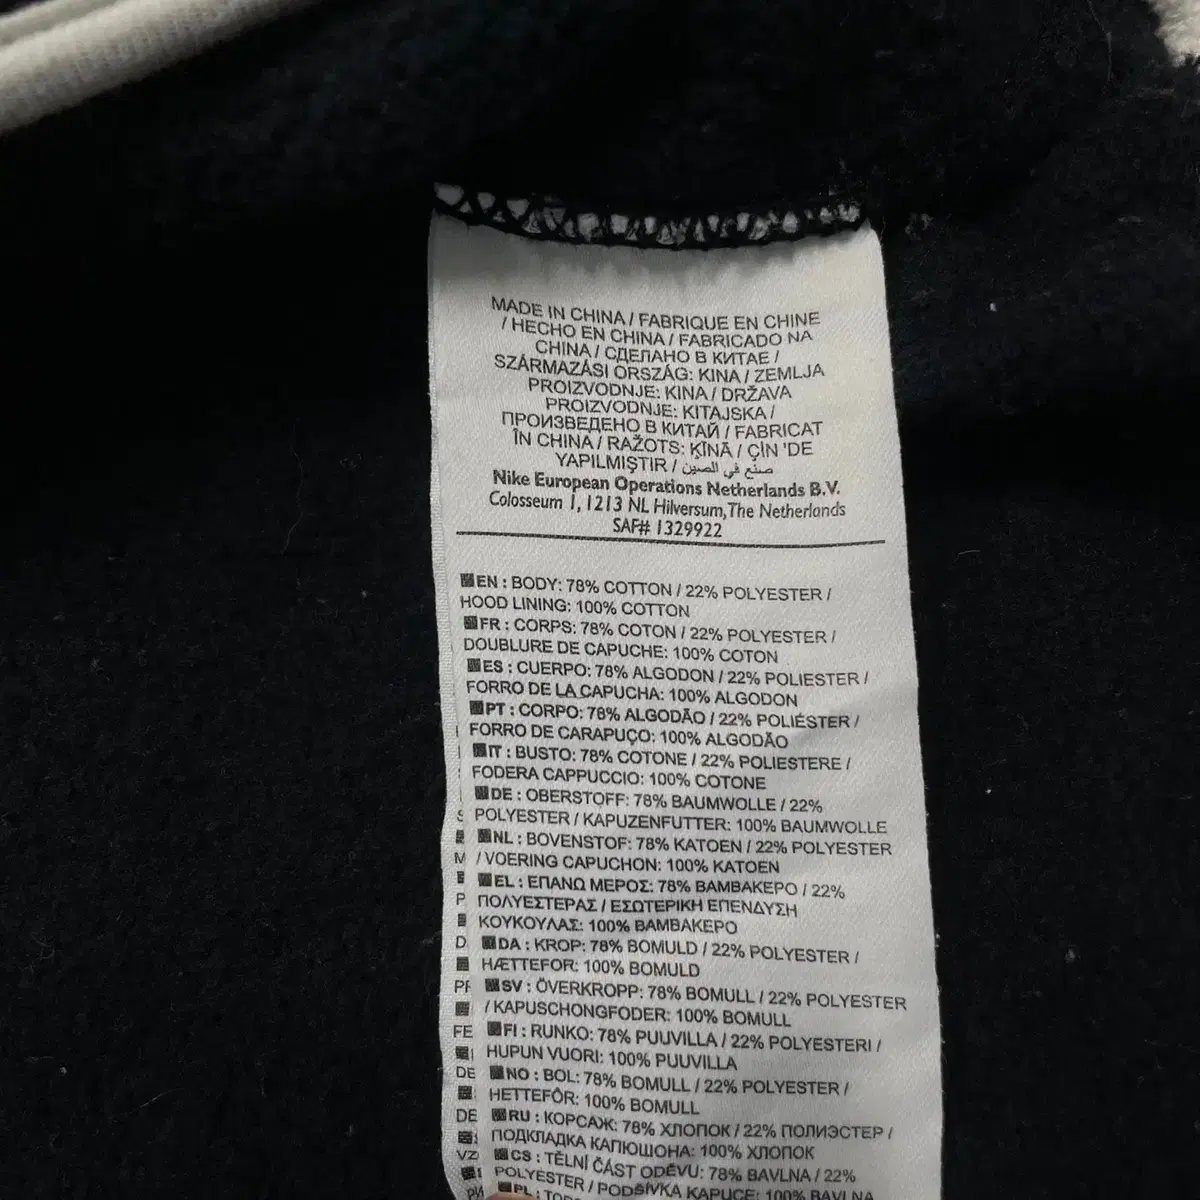 MADE IN CHINA / FABRIQUE EN CHINE
/ HECHO EN CHINA / FABRICADO NA
CHINA / СДЕЛАНО В КИТАЕ /
SZÁRMAZÁSI ORSZÁG: KINA / ZEMLJA
PROIZVODNJE: KINA / DRŽAVA
PROIZVODNJE: KITAJSKA /
ПРОИЗВЕДЕНО В КИТАЙ / FABRICAT
ÎN CHINA / RAŽOTS: ĶĪNĀ / ÇİN 'DE
YAPILMIŞTIR / صنع في الصين
Nike European Operations Netherlands B.V.
Colosseum 1, 1213 NL Hilversum, The Netherlands
SAF# 1329922
EN : BODY: 78% COTTON / 22% POLYESTER /
HOOD LINING: 100% COTTON
FR : CORPS: 78% COTON / 22% POLYESTER /
DOUBLURE DE CAPUCHE: 100% COTON
ES : CUERPO: 78% ALGODON / 22% POLIESTER /
FORRO DE LA CAPUCHA: 100% ALGODON
PT : CORPO: 78% ALGODÃO / 22% POLIÉSTER /
FORRO DE CARAPUÇO: 100% ALGODÃO
IT : BUSTO: 78% COTONE / 22% POLIESTERE /
FODERA CAPPUCCIO: 100% COTONE
DE : OBERSTOFF: 78% BAUMWOLLE / 22%
POLYESTER / KAPUZENFUTTER: 100% BAUMWOLLE
NL : BOVENSTOF: 78% KATOEN / 22% POLYESTER
/ VOERING CAPUCHON: 100% KATOEN
EL : ΕΠΑΝΩ ΜΕΡΟΣ: 78% ΒΑΜΒΑΚΕΡΟ / 22%
ΠΟΛΥΕΣΤΕΡΑΣ / ΕΣΩΤΕΡΙΚΗ ΕΠΕΝΔΥΣΗ
ΚΟΥΚΟΥΛΑΣ: 100% ΒΑΜΒΑΚΕΡΟ
DA : KROP: 78% BOMULD / 22% POLYESTER /
HÆTTEFOR: 100% BOMULD
SV : ÖVERKROPP: 78% BOMULL / 22% POLYESTER
/ KAPUSCHONGFODER: 100% BOMULL
FI : RUNKO: 78% PUUVILLA / 22% POLYESTERI /
HUPUN VUORI: 100% PUUVILLA
NO : BOL: 78% BOMULL / 22% POLYESTER /
HETTEFÔR: 100% BOMULL
RU : КОРСАЖ: 78% ХЛОПОК / 22% ПОЛИЭСТЕР /
ПОДКЛАДКА КАПЮШОНА: 100% ХЛОПОК
CS : TĚLNÍ ČÁST ODĚVU: 78% BAVLNA / 22%
POLYESTER / PODŠÍVKA KAPUCE: 100% BAVLNA
PL :